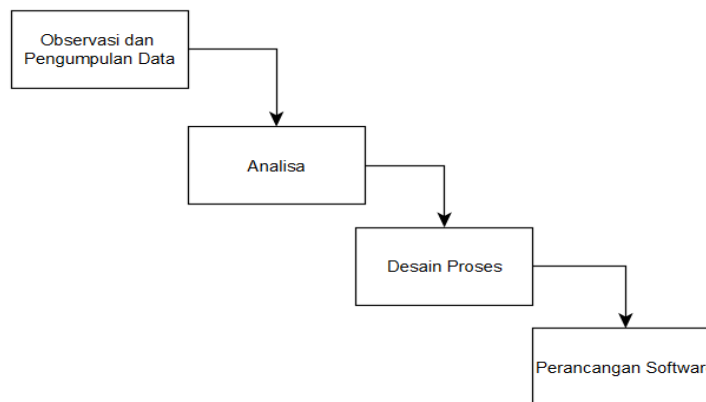 Observasi dan
Pengumpulan Data
Analisa
Desain Proses
Perancangan Softwar